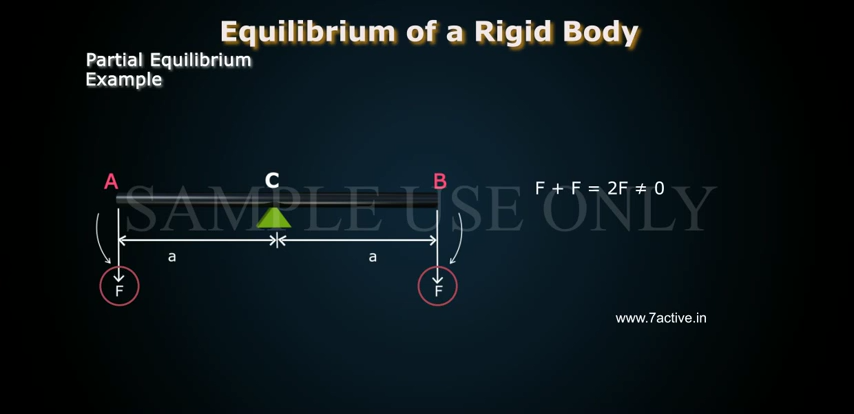 Equilibrium of a Rigid Body
Partial Equilibrium
Example
A
C
B
F + F = 2F ≠ 0
SAMPLE USE ONLY
a
a
F
F
www.7active.in